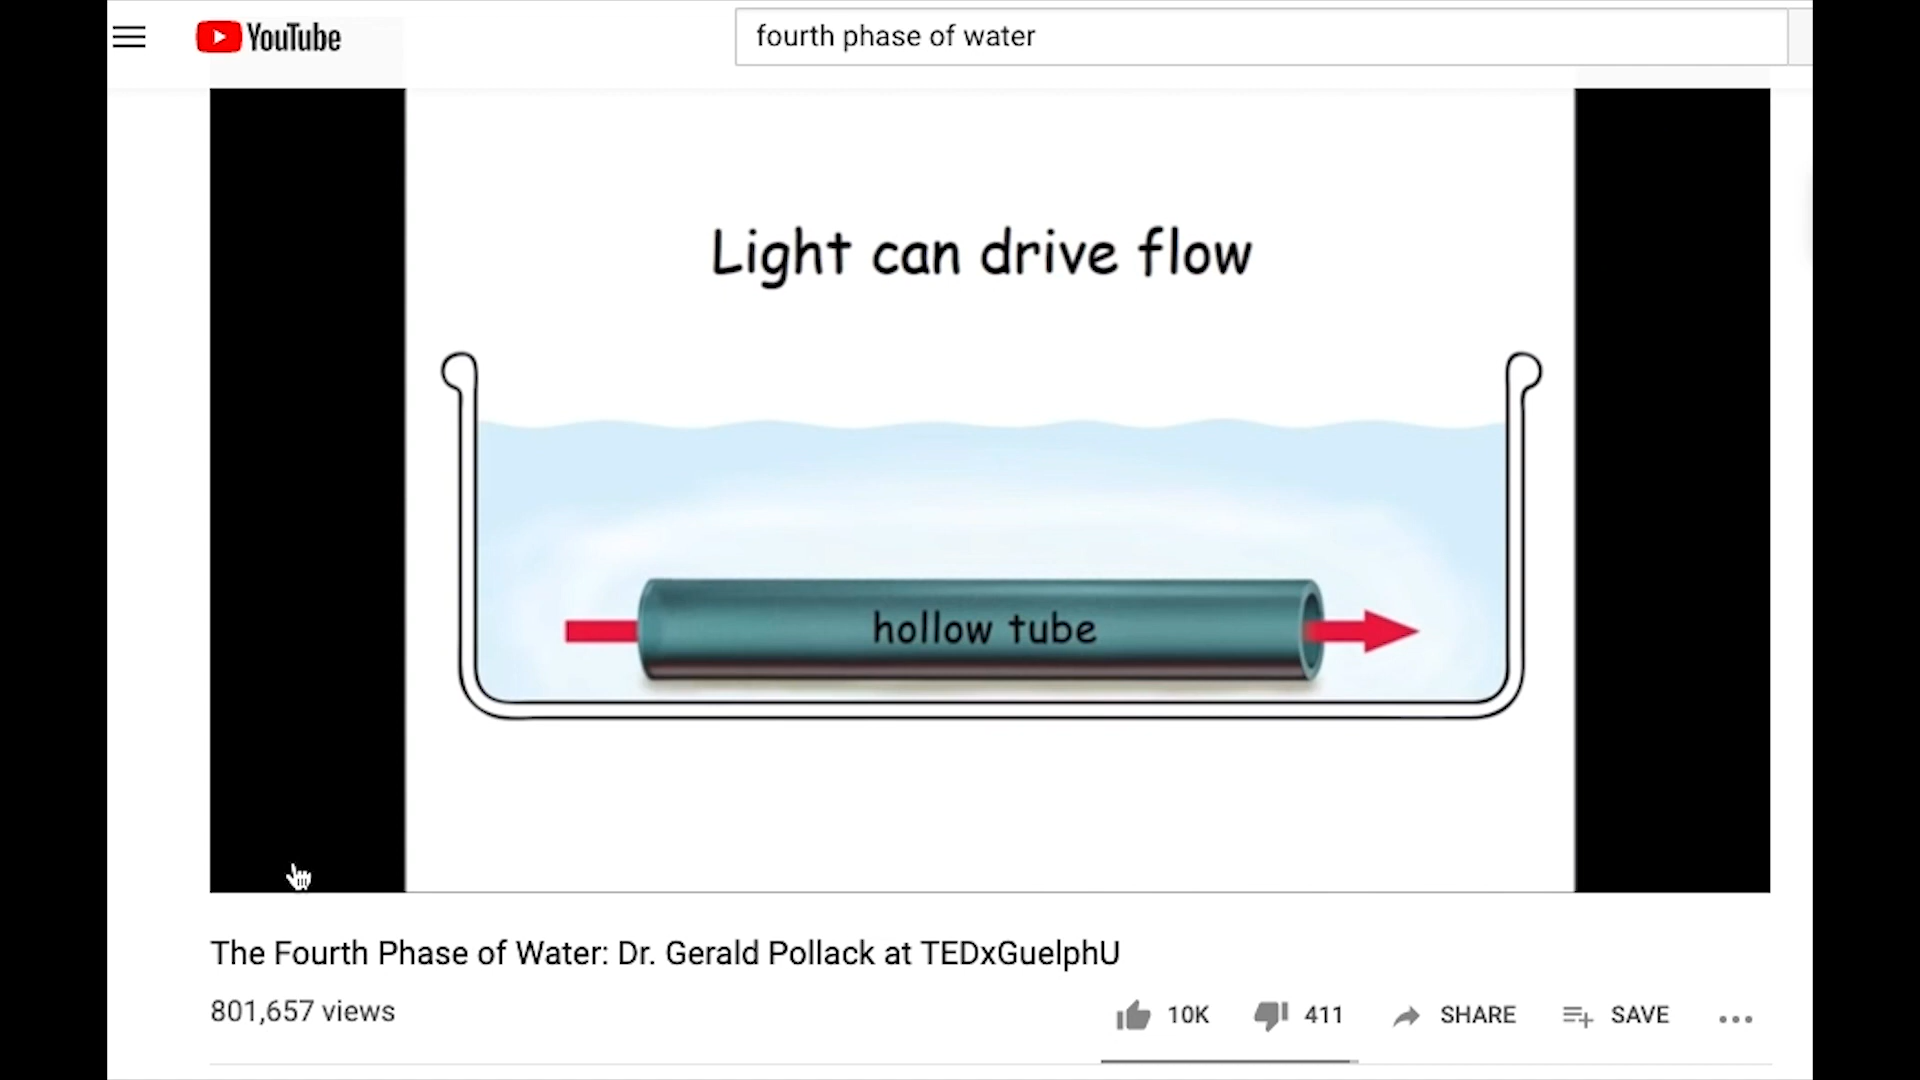 YouTube
fourth phase of water
Light can drive flow
hollow tube
The Fourth Phase of Water: Dr. Gerald Pollack at TEDxGuelphU
801,657 views
10K 411 SHARE SAVE